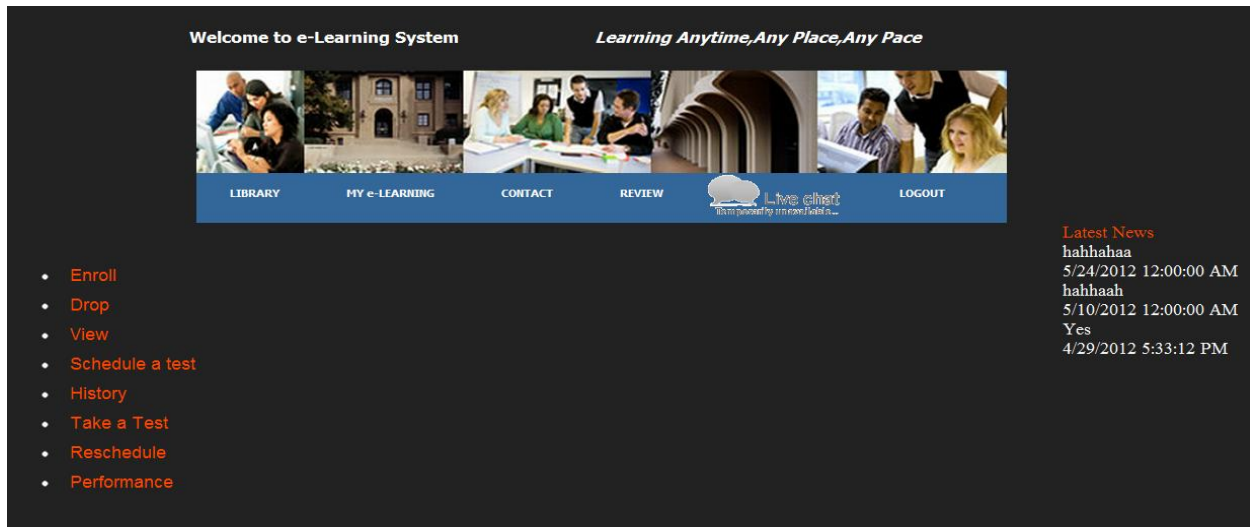 Welcome to e-Learning System
Learning Anytime,Any Place,Any Pace
LIBRARY
MY e-LEARNING
CONTACT
REVIEW
Live chat
Temporarily unavailable...
LOGOUT
Enroll
Drop
View
Schedule a test
History
Take a Test
Reschedule
Performance
Latest News
hahhahaa
5/24/2012 12:00:00 AM
hahhaah
5/10/2012 12:00:00 AM
Yes
4/29/2012 5:33:12 PM